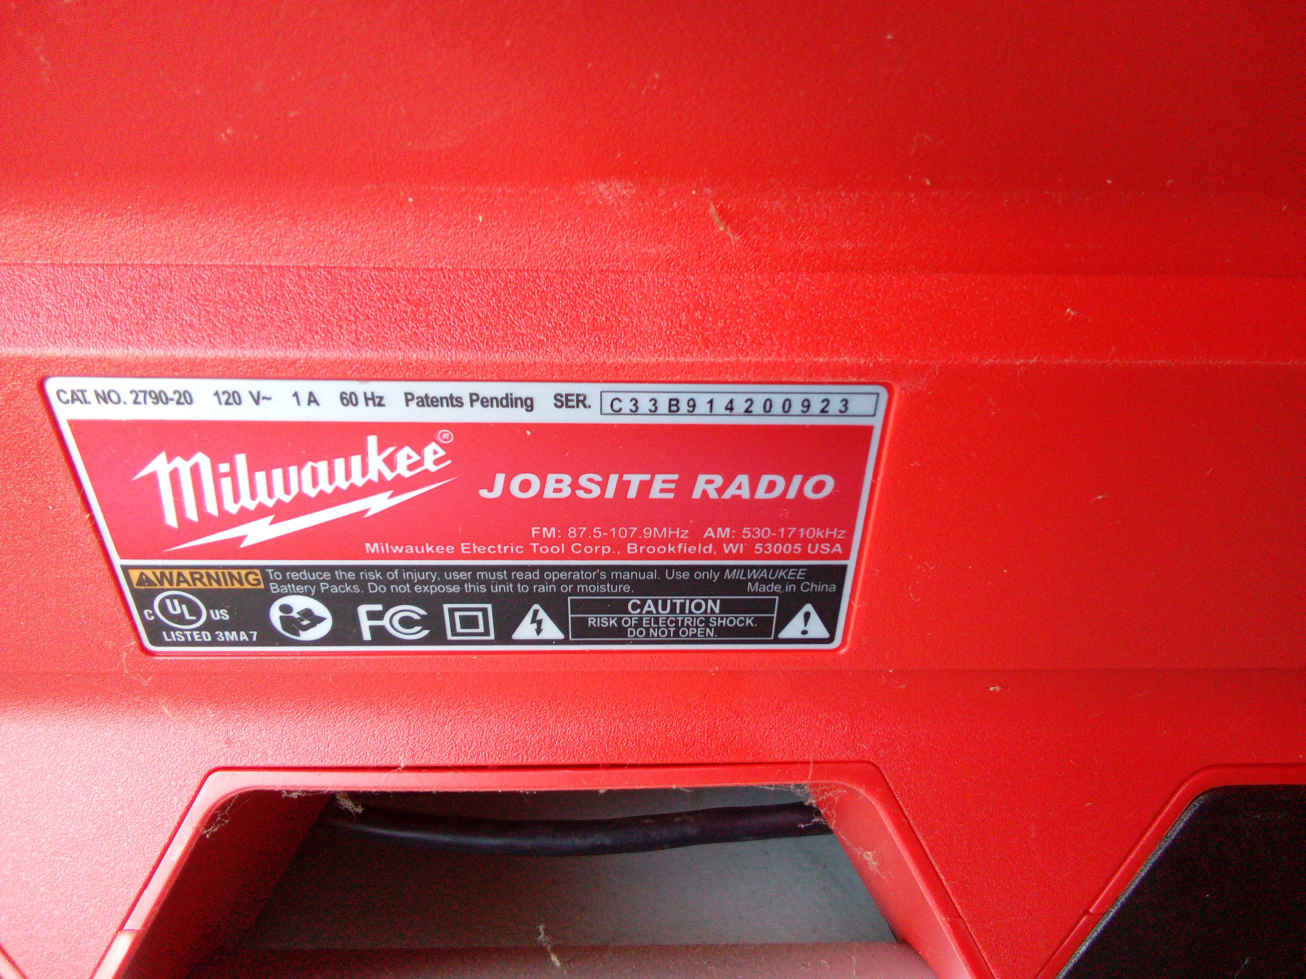 CAT. NO. 2790-20 120 V~ 1 A 60 Hz Patents Pending SER. C33B914200923
Milwaukee®
JOBSITE RADIO
FM: 87.5-107.9MHz AM: 530-1710kHz
Milwaukee Electric Tool Corp., Brookfield, WI 53005 USA
WARNING To reduce the risk of injury, user must read operator's manual. Use only MILWAUKEE
Battery Packs. Do not expose this unit to rain or moisture. Made in China
C UL US
LISTED 3MA7
FC
CAUTION
RISK OF ELECTRIC SHOCK.
DO NOT OPEN.